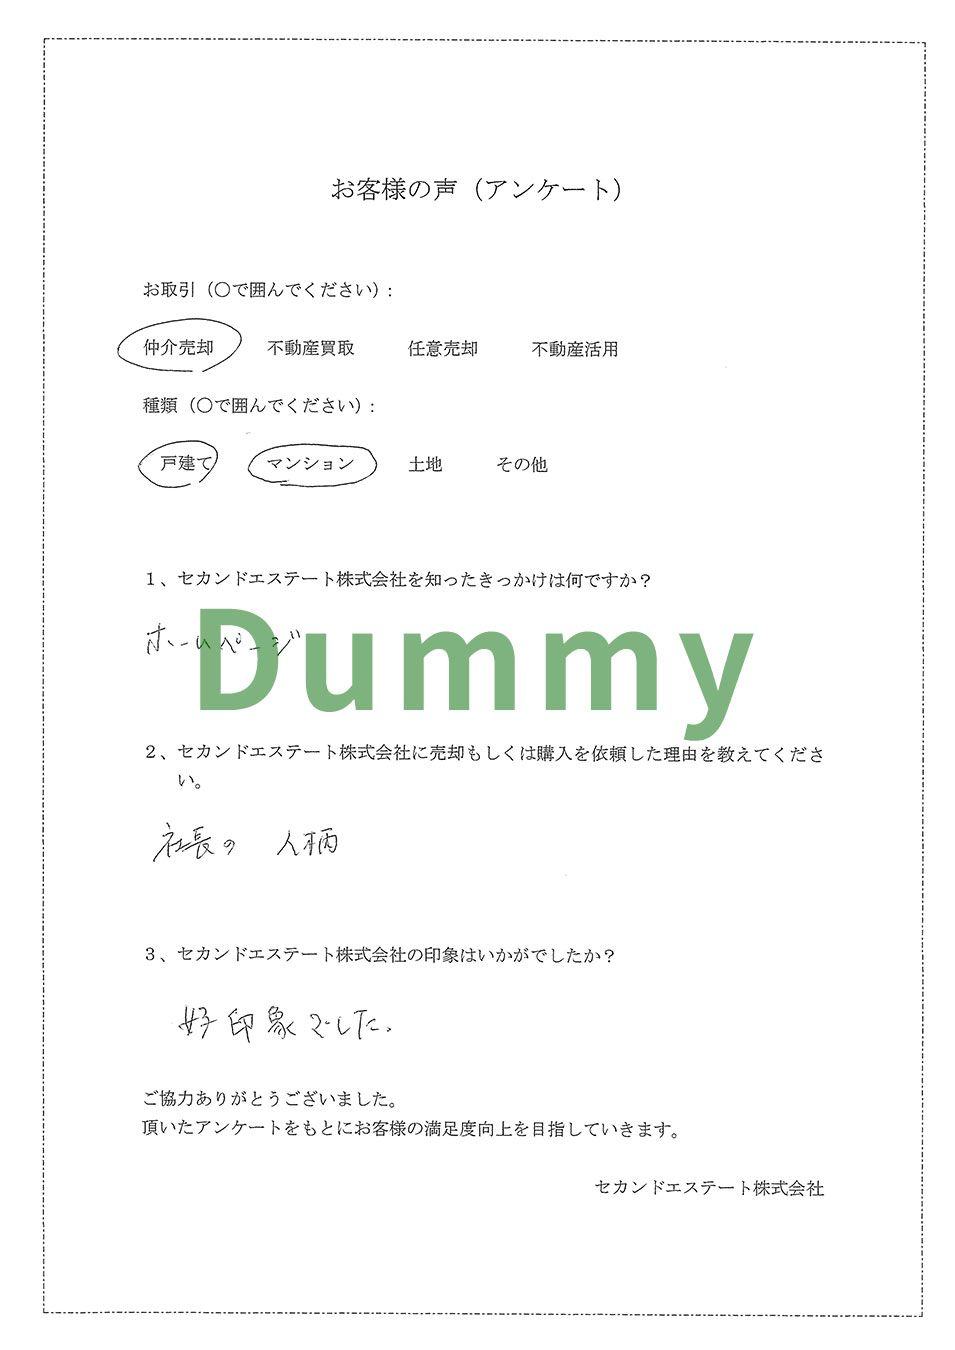 お客様の声（アンケート）
お取引（〇で囲んでください）:
仲介売却 不動産買取 任意売却 不動産活用
種類（〇で囲んでください）:
戸建て マンション 土地 その他
１、セカンドエステート株式会社を知ったきっかけは何ですか？
ホームページ
Dummy
２、セカンドエステート株式会社に売却もしくは購入を依頼した理由を教えてくださ
い。
社長の 人柄
３、セカンドエステート株式会社の印象はいかがでしたか？
好印象でした.
ご協力ありがとうございました。
頂いたアンケートをもとにお客様の満足度向上を目指していきます。
セカンドエステート株式会社